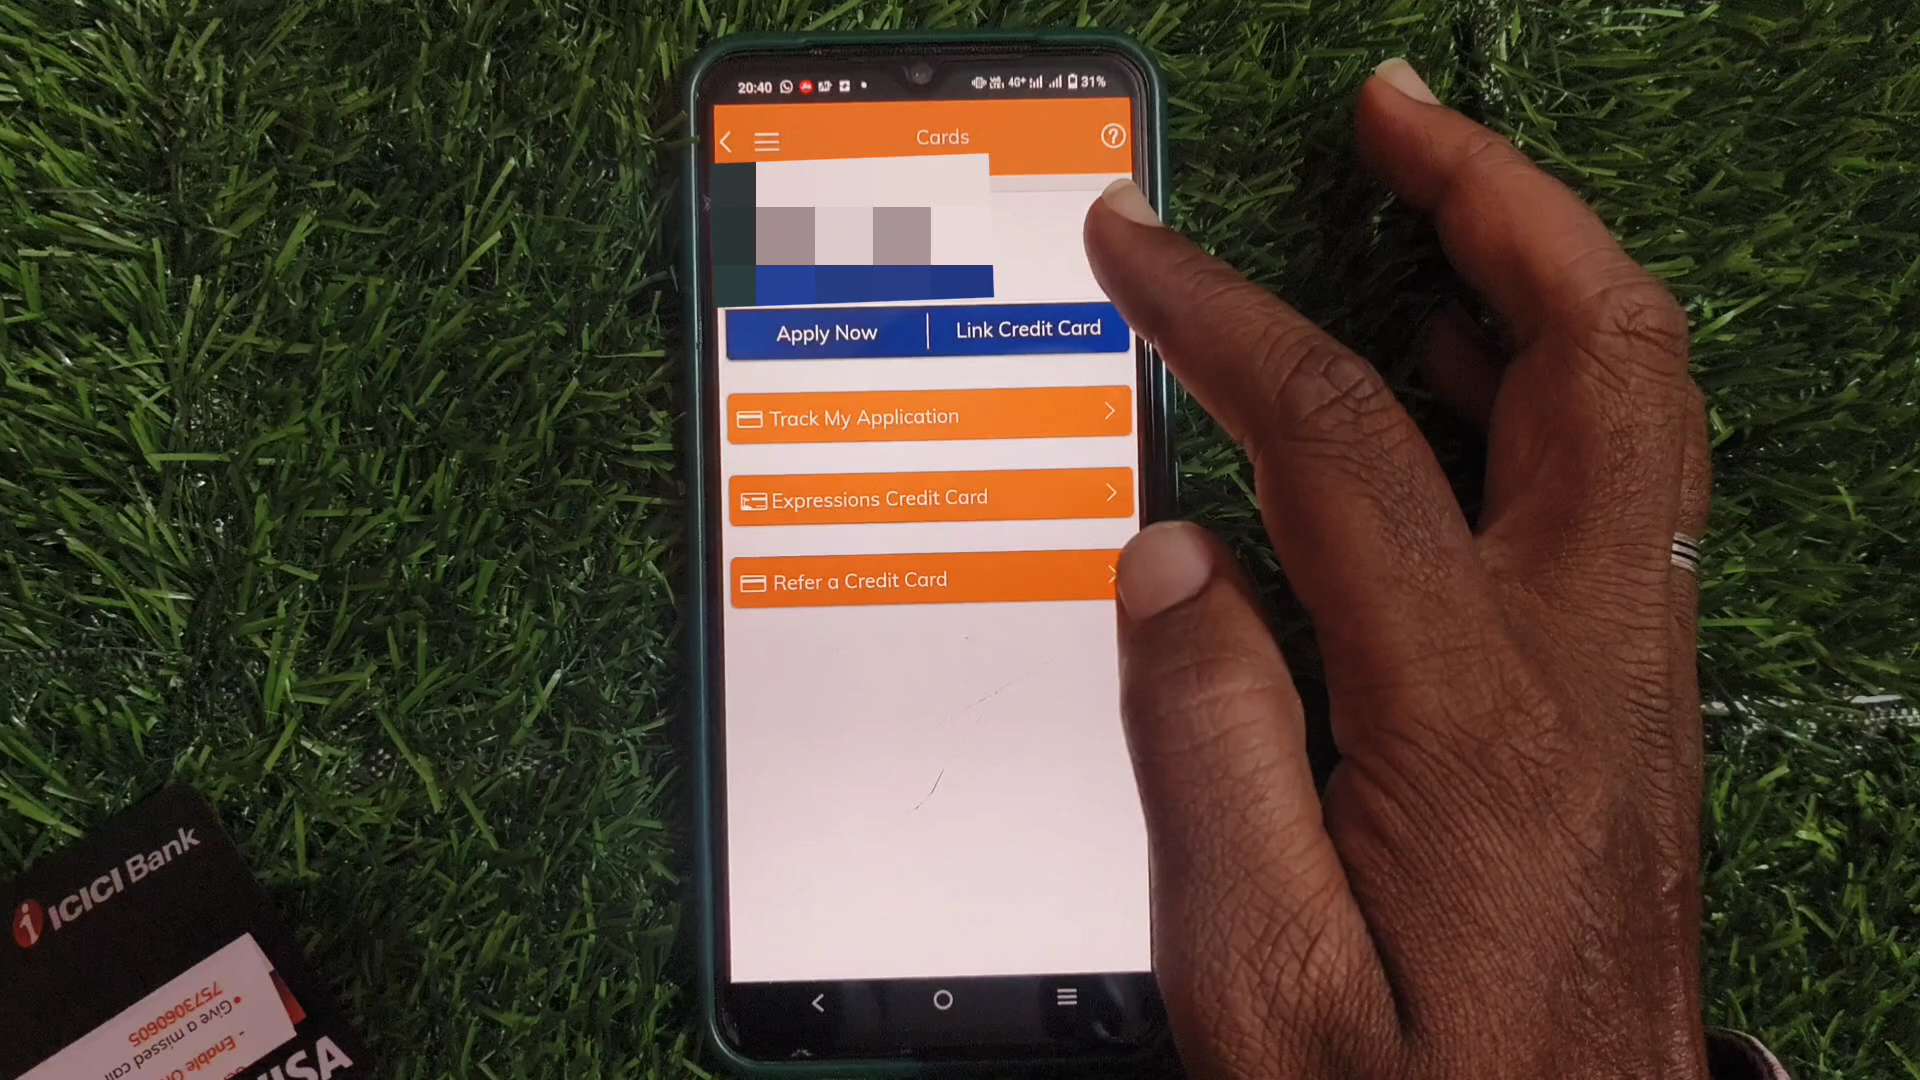 20:40
4G+ 31%
Cards
Apply Now
Link Credit Card
Track My Application
Expressions Credit Card
Refer a Credit Card
ICICI Bank
7573060605
Give a missed call
- Enable
VISA